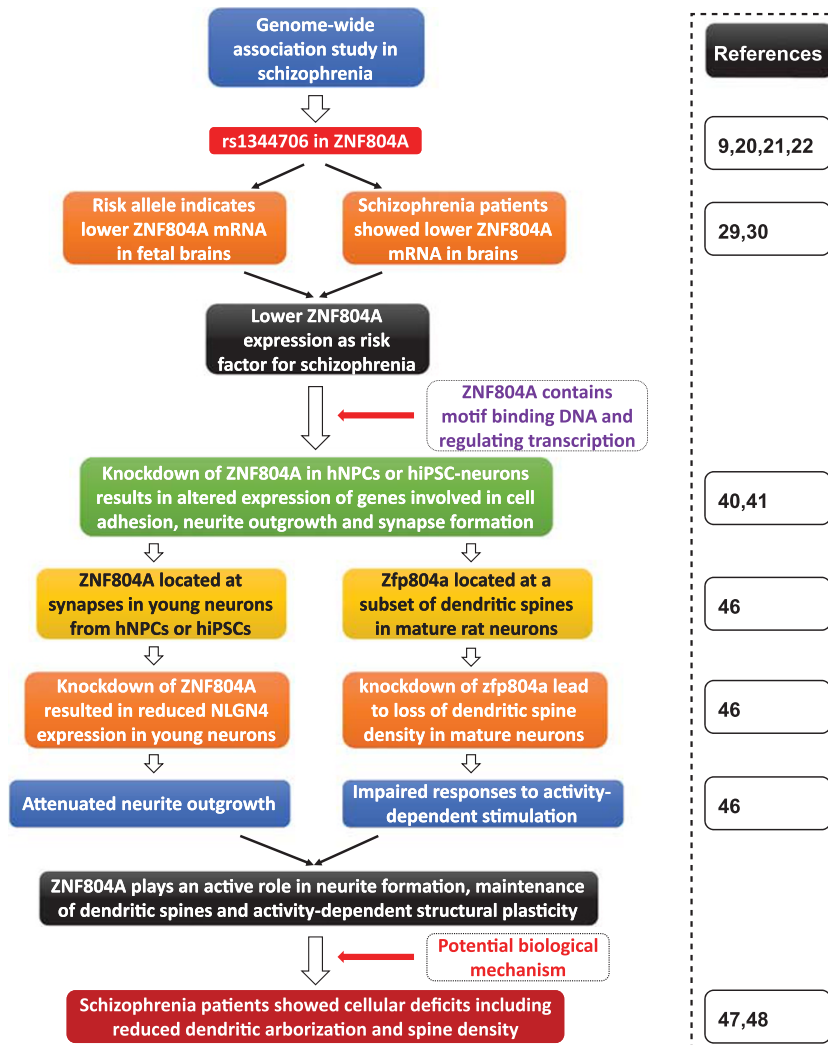 Genome-wide
association study in
schizophrenia
References
rs1344706 in ZNF804A
9,20,21,22
Risk allele indicates
lower ZNF804A mRNA
in fetal brains
Schizophrenia patients
showed lower ZNF804A
mRNA in brains
29,30
Lower ZNF804A
expression as risk
factor for schizophrenia
ZNF804A contains
motif binding DNA and
regulating transcription
Knockdown of ZNF804A in hNPCs or hiPSC-neurons
results in altered expression of genes involved in cell
adhesion, neurite outgrowth and synapse formation
40,41
ZNF804A located at
synapses in young neurons
from hNPCs or hiPSCs
Zfp804a located at a
subset of dendritic spines
in mature rat neurons
46
Knockdown of ZNF804A
resulted in reduced NLGN4
expression in young neurons
knockdown of zfp804a lead
to loss of dendritic spine
density in mature neurons
46
Attenuated neurite outgrowth
Impaired responses to activity-
dependent stimulation
46
ZNF804A plays an active role in neurite formation, maintenance
of dendritic spines and activity-dependent structural plasticity
Potential biological
mechanism
Schizophrenia patients showed cellular deficits including
reduced dendritic arborization and spine density
47,48